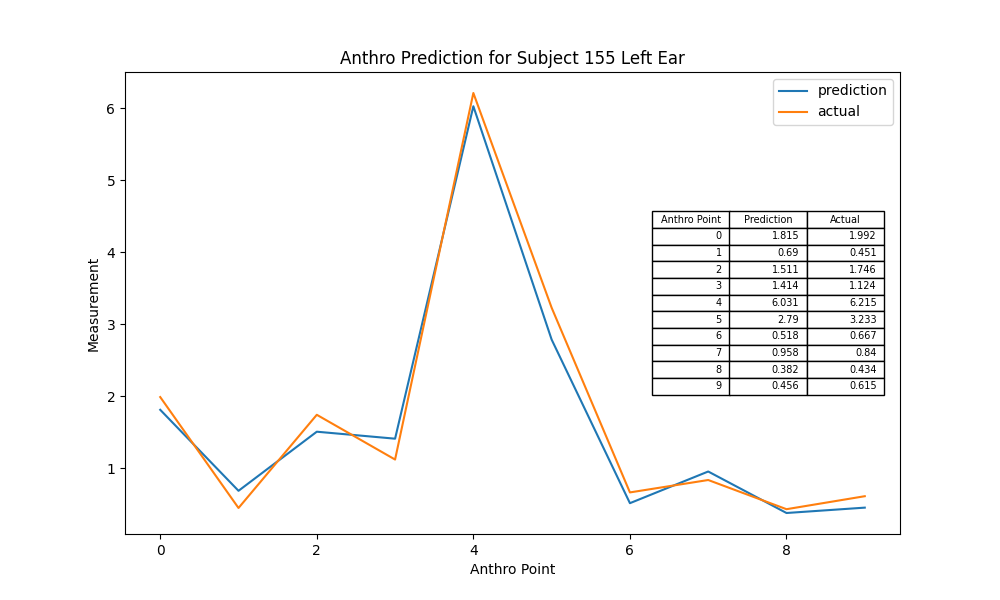 Anthro Prediction for Subject 155 Left Ear
prediction
actual
6
5
4
3
2
1
Measurement
Anthro Point Prediction Actual
0 1.815 1.992
1 0.69 0.451
2 1.511 1.746
3 1.414 1.124
4 6.031 6.215
5 2.79 3.233
6 0.518 0.667
7 0.958 0.84
8 0.382 0.434
9 0.456 0.615
0 2 4 6 8
Anthro Point